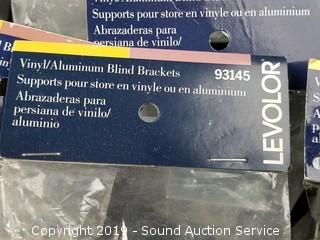 Supports pour store en vinyle ou en aluminium
Abrazaderas para
persiana de vinilo/
aluminio
Vinyl/Aluminum Blind Brackets 93145
Supports pour store en vinyle ou en aluminium
Abrazaderas para
persiana de vinilo/
aluminio
LEVOLOR
Copyright 2019 - Sound Auction Service